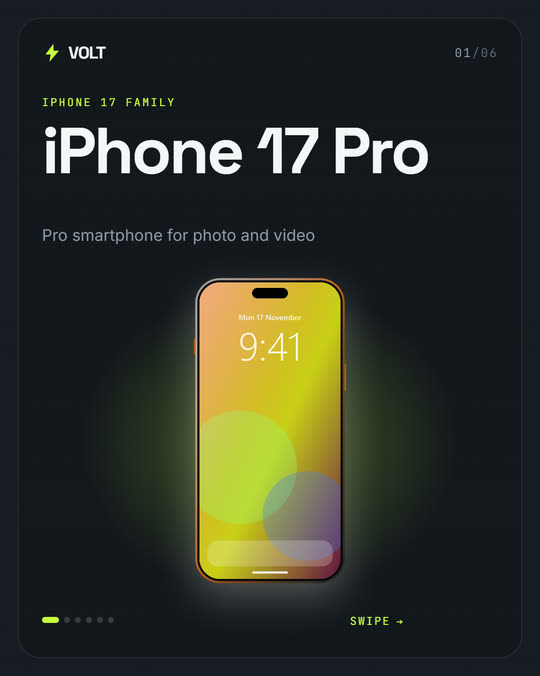 VOLT
01/06
IPHONE 17 FAMILY
iPhone 17 Pro
Pro smartphone for photo and video
Mon 17 November
9:41
SWIPE →